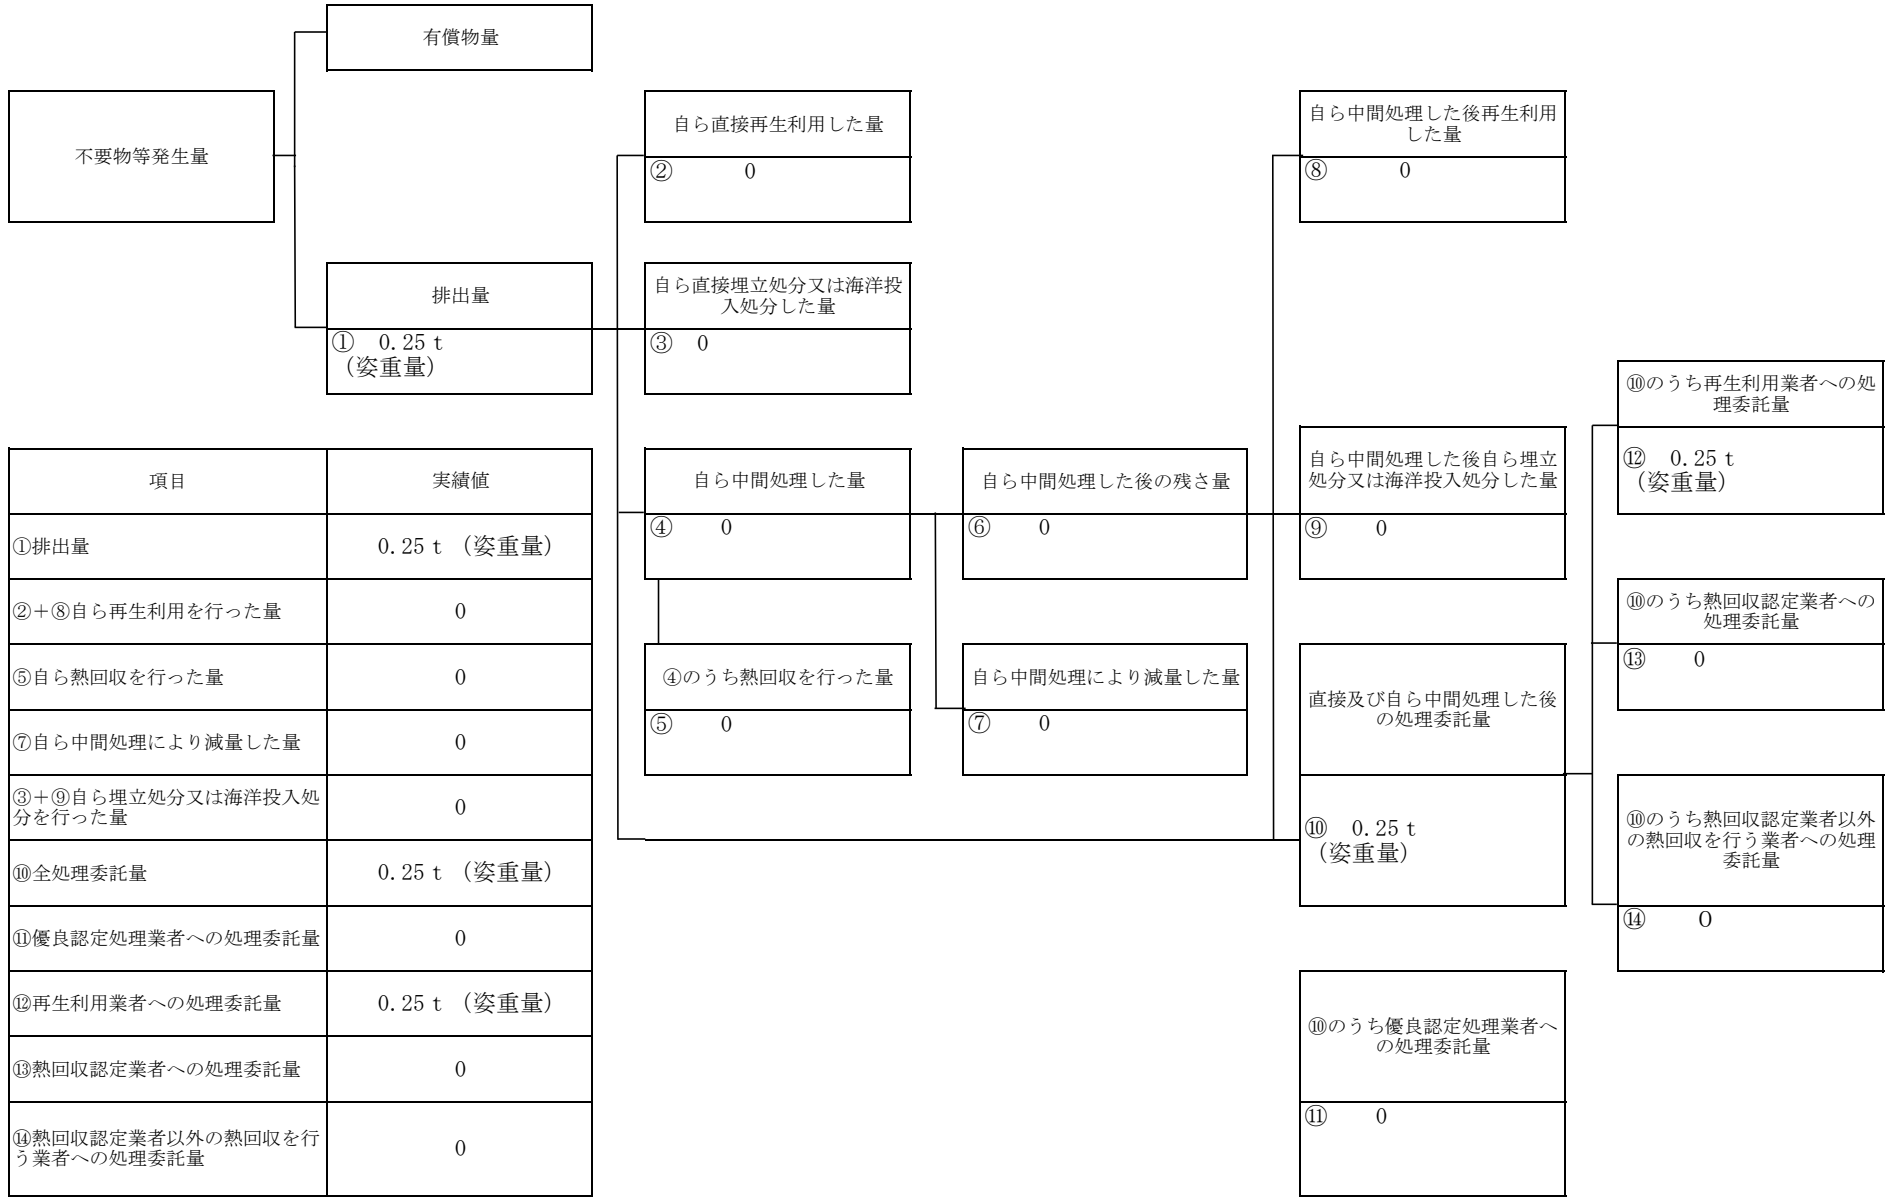 有償物量
不要物等発生量
自ら直接再生利用した量
② 0
自ら中間処理した後再生利用
した量
⑧ 0
排出量
① 0.25ｔ
（姿重量）
自ら直接埋立処分又は海洋投
入処分した量
③ 0
項目 実績値
①排出量 0.25ｔ（姿重量）
②＋⑧自ら再生利用を行った量 0
⑤自ら熱回収を行った量 0
⑦自ら中間処理により減量した量 0
③＋⑨自ら埋立処分又は海洋投入処
分を行った量 0
⑩全処理委託量 0.25ｔ（姿重量）
⑪優良認定処理業者への処理委託量 0
⑫再生利用業者への処理委託量 0.25ｔ（姿重量）
⑬熱回収認定業者への処理委託量 0
⑭熱回収認定業者以外の熱回収を行
う業者への処理委託量 0
自ら中間処理した量
④ 0
④のうち熱回収を行った量
⑤ 0
自ら中間処理した後の残さ量
⑥ 0
自ら中間処理により減量した量
⑦ 0
自ら中間処理した後自ら埋立
処分又は海洋投入処分した量
⑨ 0
直接及び自ら中間処理した後
の処理委託量
⑩ 0.25ｔ
（姿重量）
⑩のうち優良認定処理業者へ
の処理委託量
⑪ 0
⑩のうち再生利用業者への処
理委託量
⑫ 0.25ｔ
（姿重量）
⑩のうち熱回収認定業者への
処理委託量
⑬ 0
⑩のうち熱回収認定業者以外
の熱回収を行う業者への処理
委託量
⑭ O